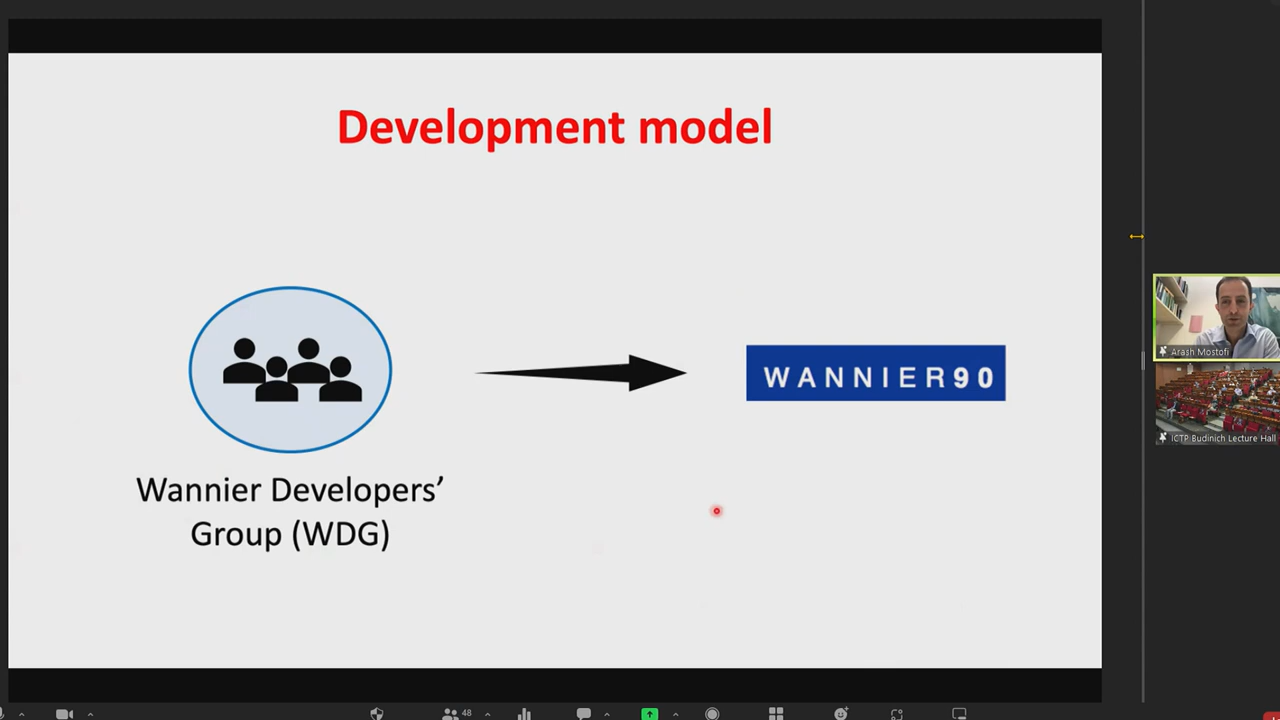 Development model
WANNIER90
Wannier Developers’
Group (WDG)
Arash Mostofi
ICTP Budinich Lecture Hall
48